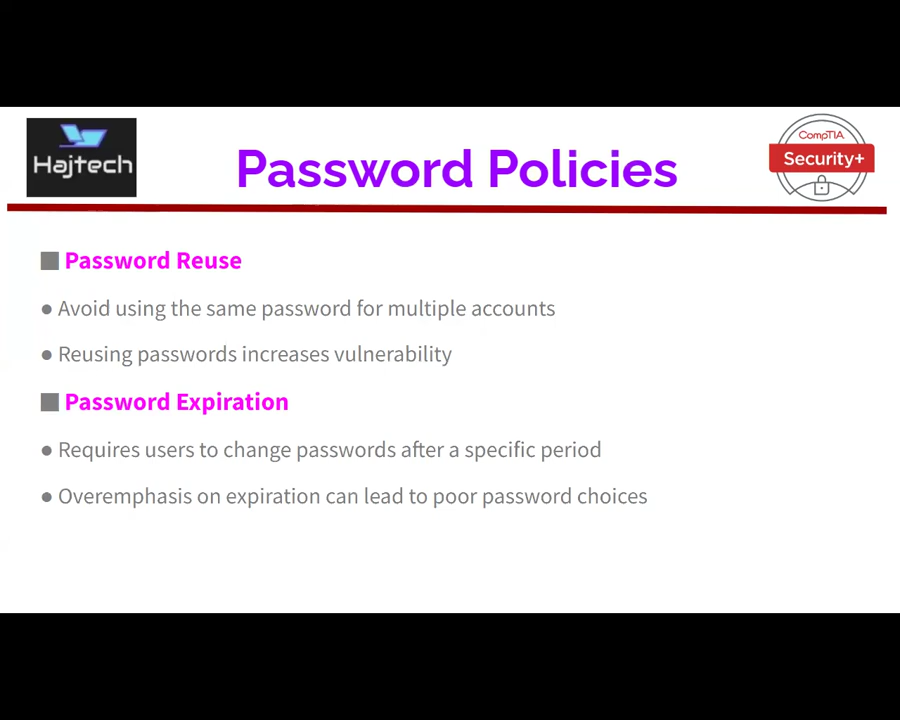 Hajtech
Password Policies
CompTIA
Security+
Password Reuse
● Avoid using the same password for multiple accounts
● Reusing passwords increases vulnerability
Password Expiration
● Requires users to change passwords after a specific period
● Overemphasis on expiration can lead to poor password choices